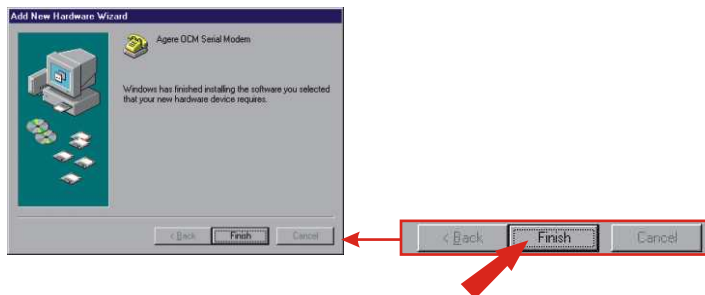 Add New Hardware Wizard
Agere OCM Serial Modem
Windows has finished installing the software you selected
that your new hardware device requires.
< Back Finish Cancel
< Back Finish Cancel